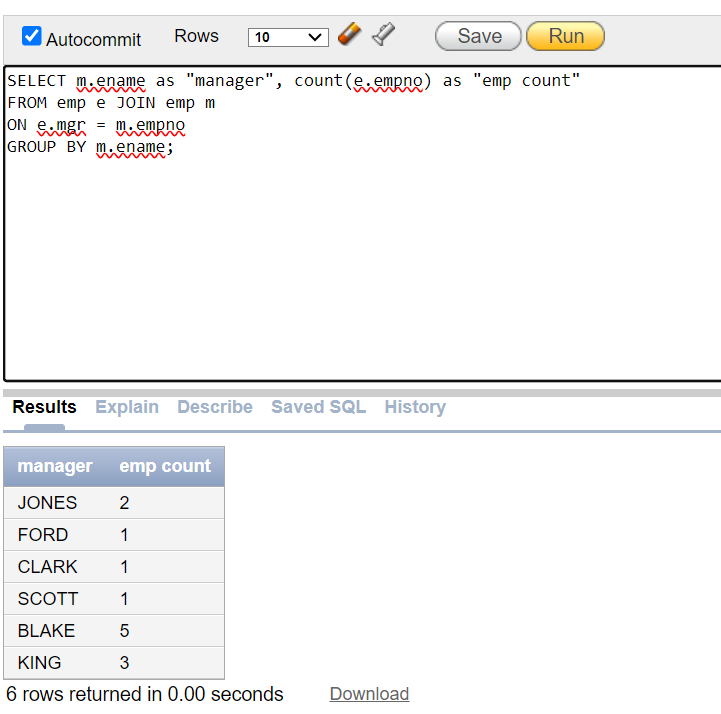 Autocommit Rows 10 Save Run
SELECT m.ename as "manager", count(e.empno) as "emp count"
FROM emp e JOIN emp m
ON e.mgr = m.empno
GROUP BY m.ename;
Results Explain Describe Saved SQL History
manager emp count
JONES 2
FORD 1
CLARK 1
SCOTT 1
BLAKE 5
KING 3
6 rows returned in 0.00 seconds Download